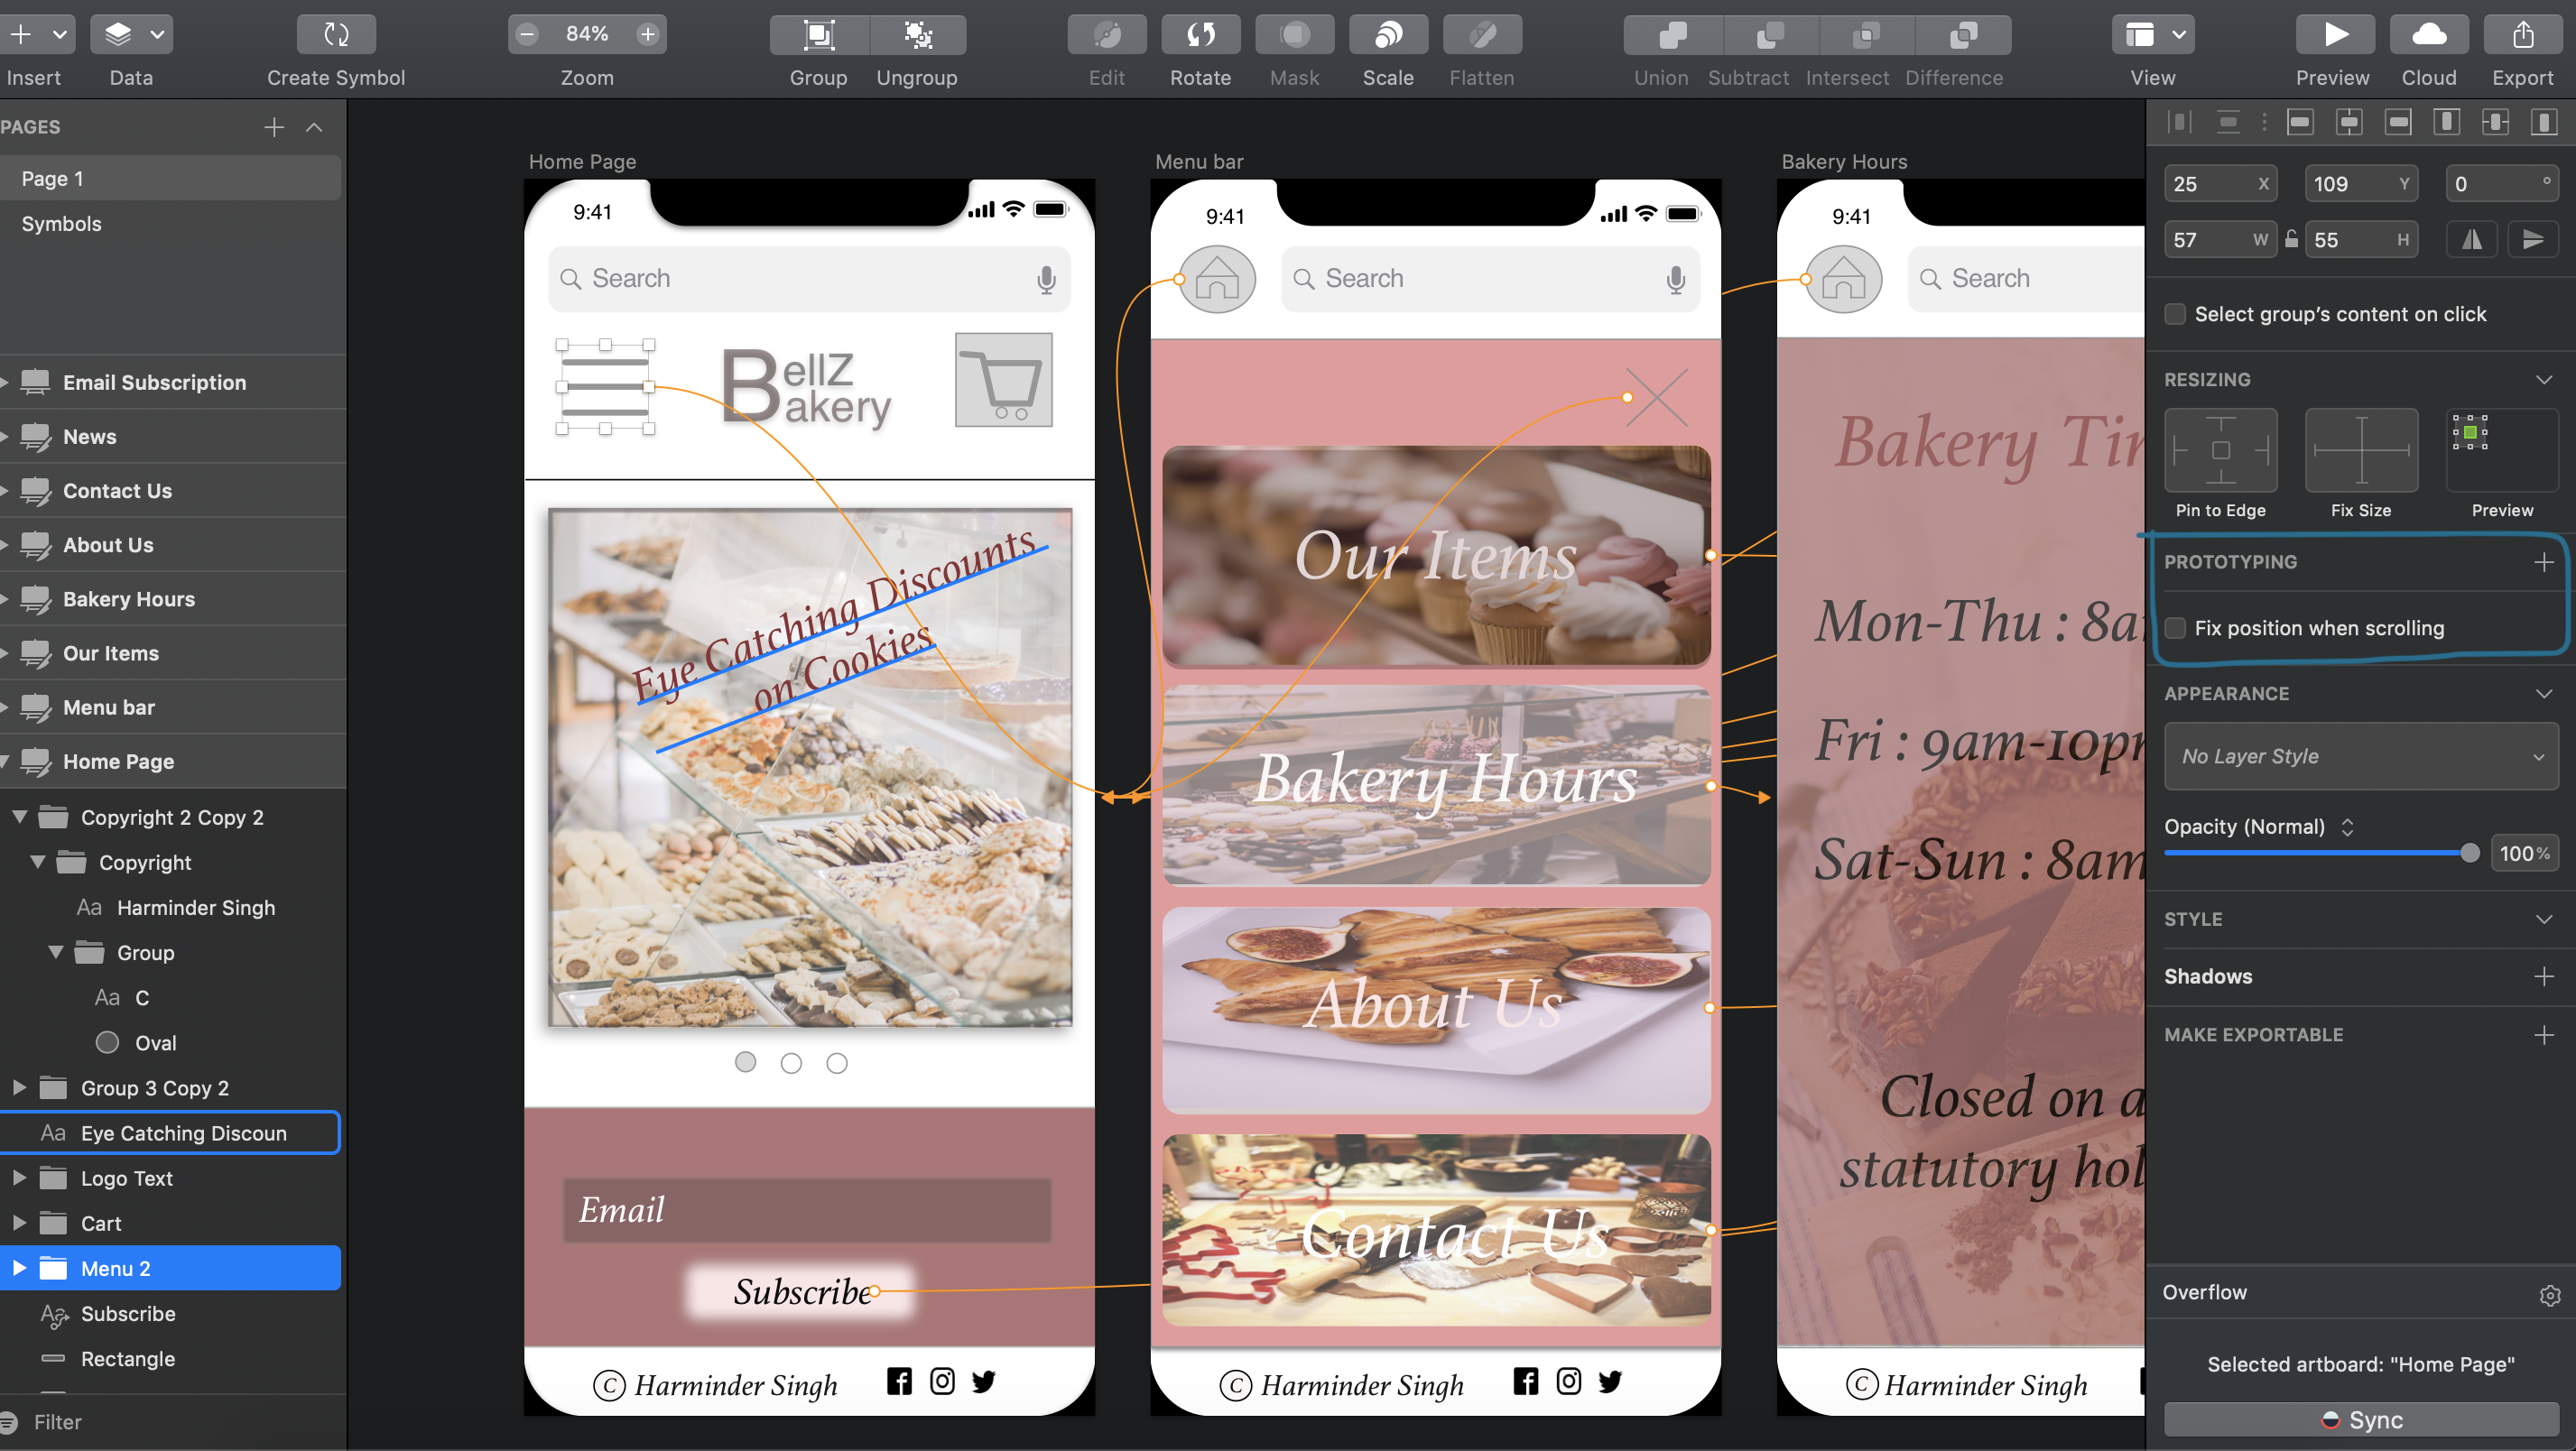 Insert
Data
Create Symbol
84%
Zoom
Group
Ungroup
Edit
Rotate
Mask
Scale
Flatten
Union
Subtract
Intersect
Difference
View
Preview
Cloud
Export
PAGES
Page 1
Symbols
Email Subscription
News
Contact Us
About Us
Bakery Hours
Our Items
Menu bar
Home Page
Copyright 2 Copy 2
Copyright
Aa Harminder Singh
Group
Aa C
Oval
Group 3 Copy 2
Aa Eye Catching Discoun
Logo Text
Cart
Menu 2
Subscribe
Rectangle
Filter
Home Page
9:41
Search
BellZ
Bakery
Eye Catching Discounts
on Cookies
Email
Subscribe
C Harminder Singh
Menu bar
9:41
Search
Our Items
Bakery Hours
About Us
Contact Us
C Harminder Singh
Bakery Hours
9:41
Search
Bakery Tir
Mon-Thu : 8a
Fri : 9am-10p
Sat-Sun : 8am
Closed on a
statutory hol
C Harminder Singh
25 X
109 Y
0 °
57 W
55 H
Select group's content on click
RESIZING
Pin to Edge
Fix Size
Preview
PROTOTYPING
Fix position when scrolling
APPEARANCE
No Layer Style
Opacity (Normal)
100%
STYLE
Shadows
MAKE EXPORTABLE
Overflow
Selected artboard: "Home Page"
Sync